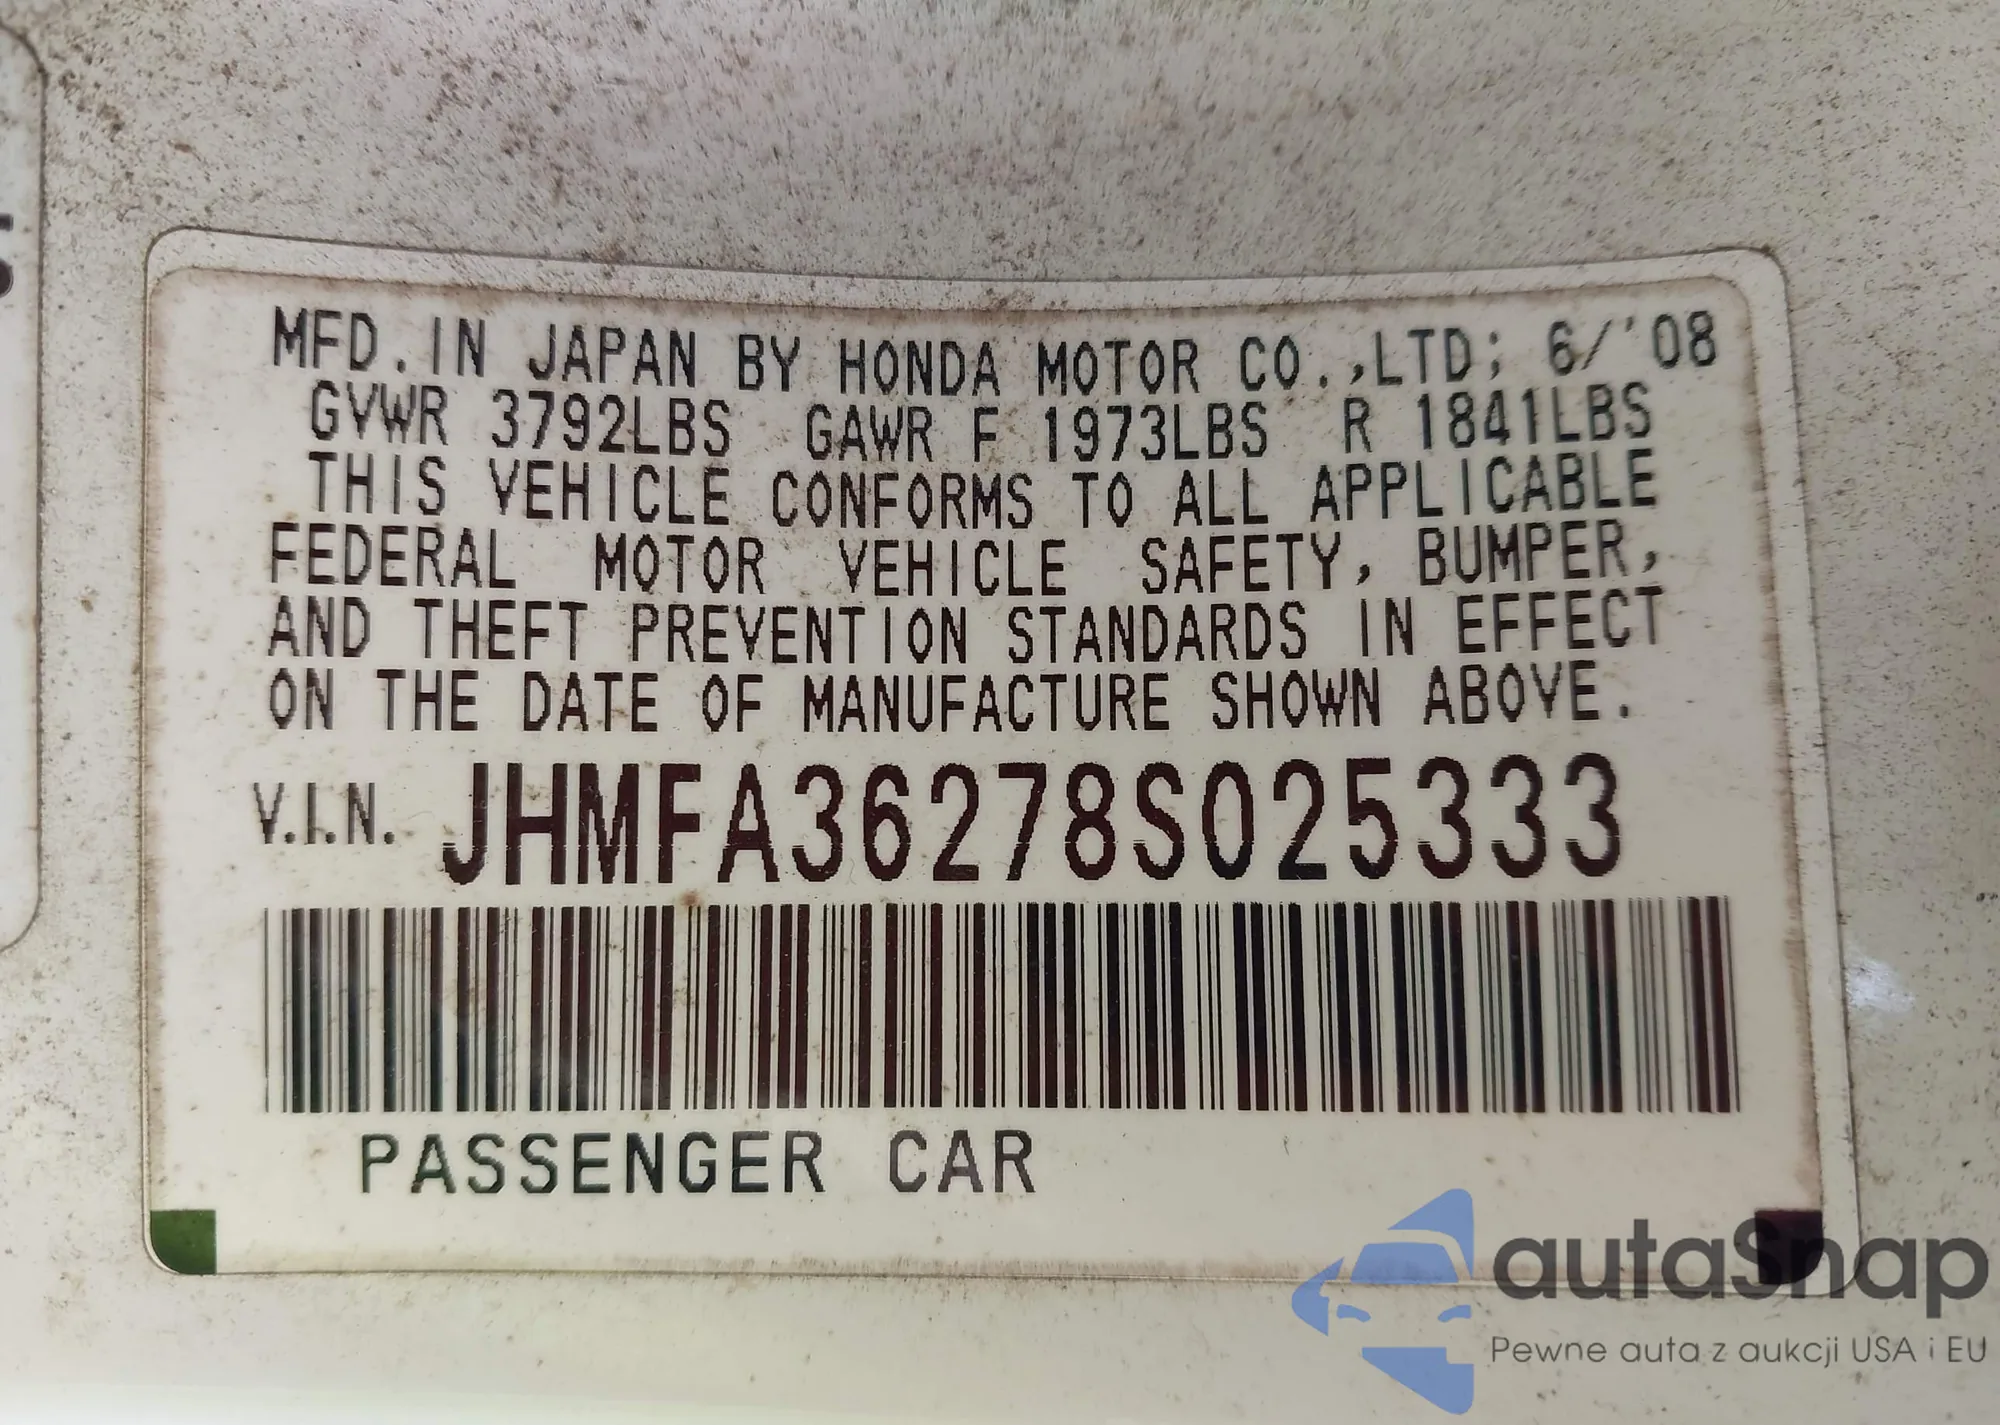 MFD. IN JAPAN BY HONDA MOTOR CO.,LTD; 6/'08
GVWR 3792LBS GAWR F 1973LBS R 1841LBS
THIS VEHICLE CONFORMS TO ALL APPLICABLE
FEDERAL MOTOR VEHICLE SAFETY, BUMPER,
AND THEFT PREVENTION STANDARDS IN EFFECT
ON THE DATE OF MANUFACTURE SHOWN ABOVE.
V.I.N. JHMFA36278S025333
PASSENGER CAR
autaSnap
Pewne auta z aukcji USA i EU